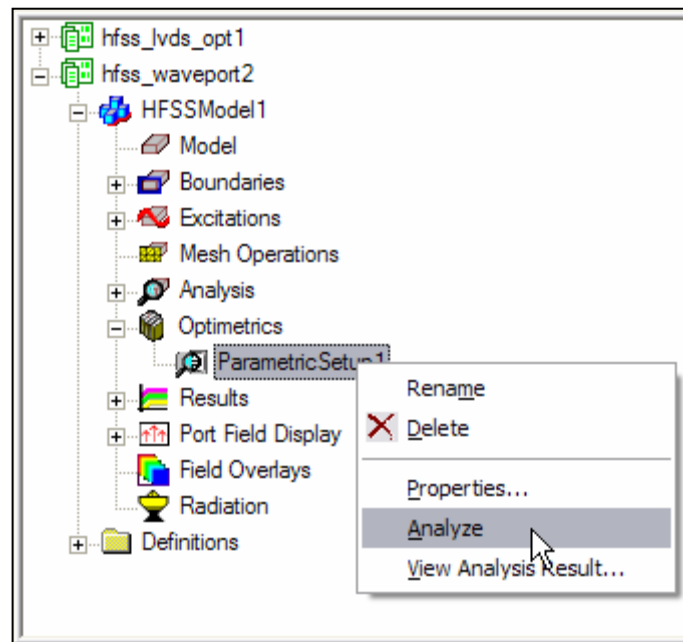 hfss_lvds_opt1
hfss_waveport2
HFSSModel1
Model
Boundaries
Excitations
Mesh Operations
Analysis
Optimetrics
ParametricSetup1
Rename
Delete
Properties...
Analyze
View Analysis Result...
Results
Port Field Display
Field Overlays
Radiation
Definitions